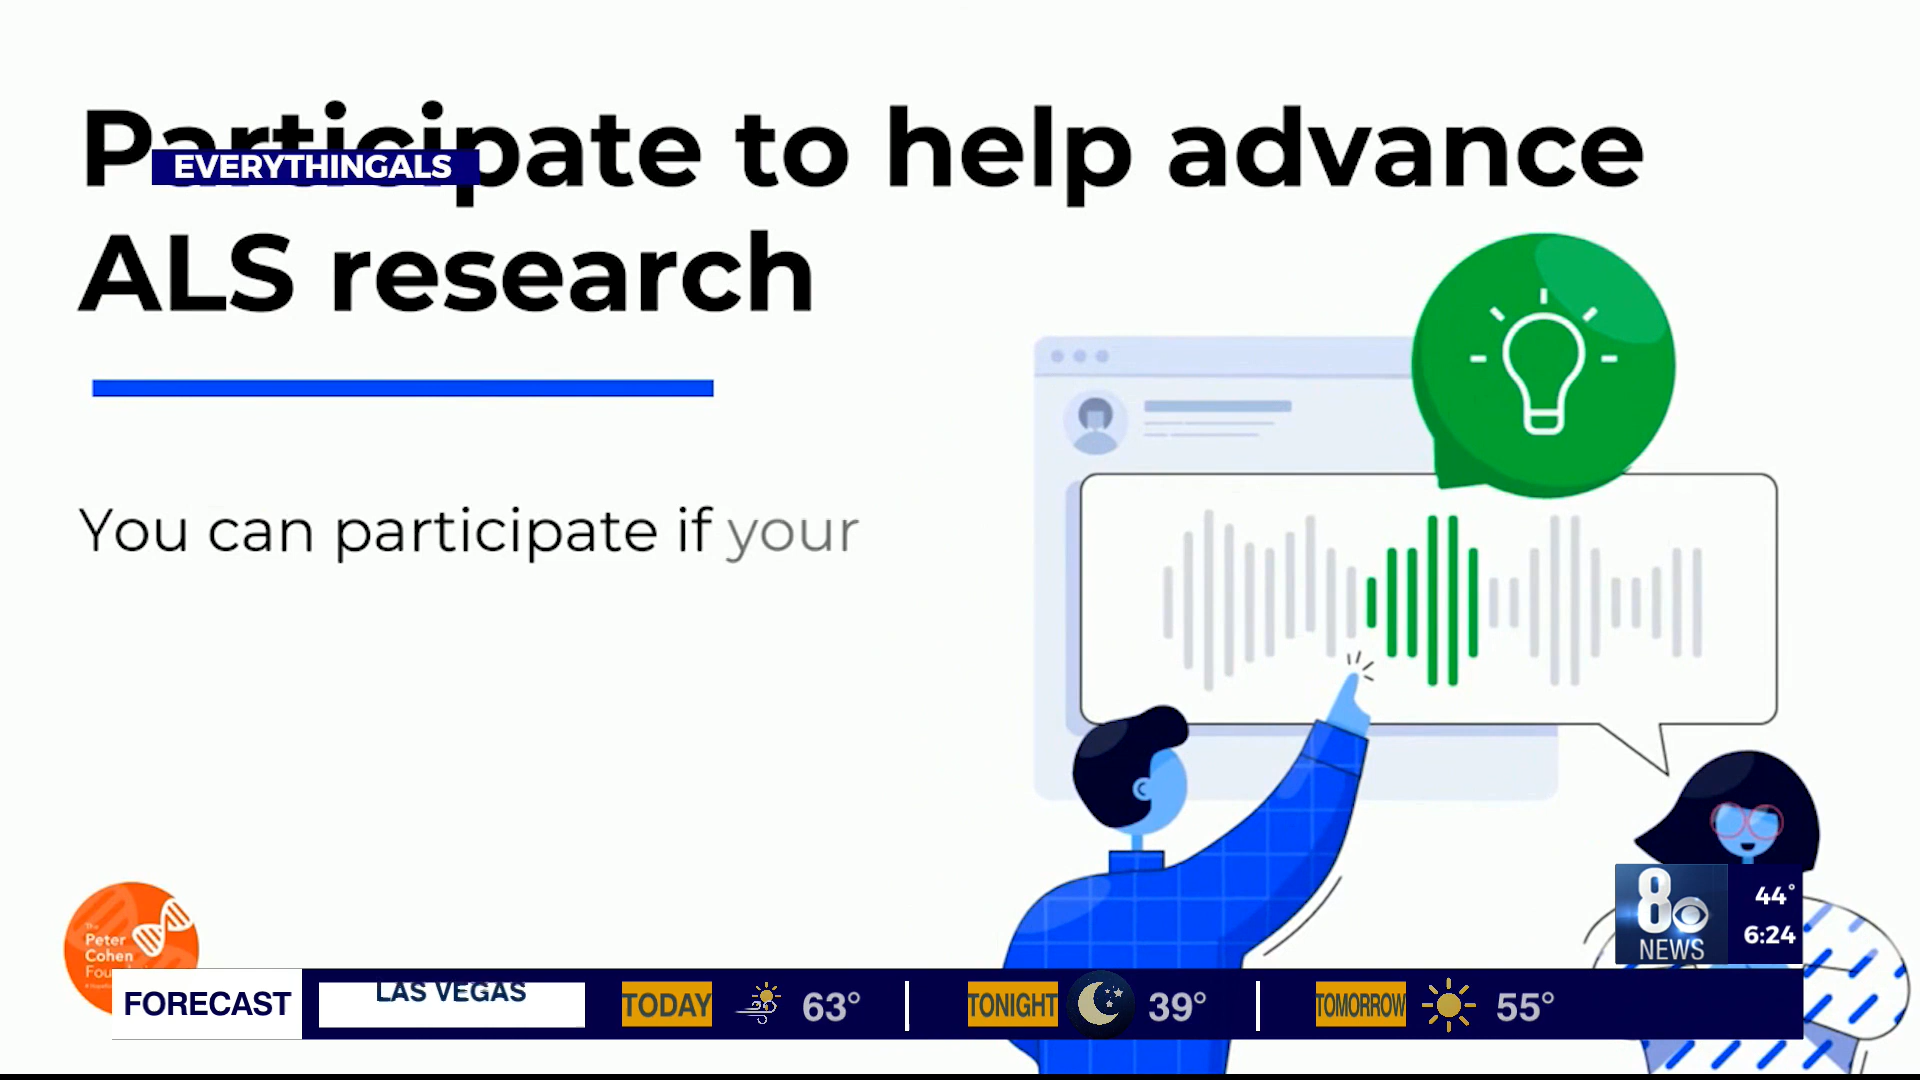 Participate to help advance
EVERYTHINGALS
ALS research
You can participate if your
The
Peter
Cohen
8
NEWS
44°
6:24
FORECAST
LAS VEGAS
TODAY
63°
TONIGHT
39°
TOMORROW
55°